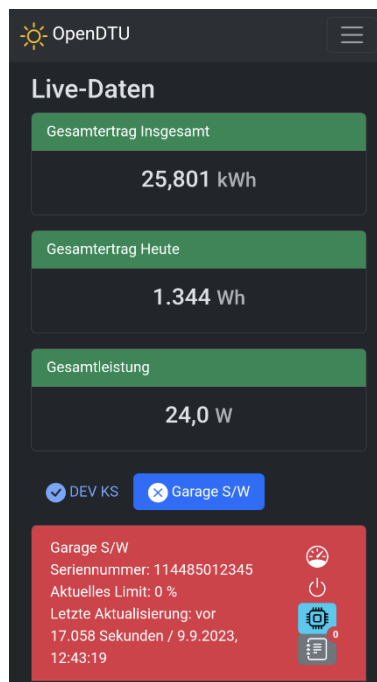 OpenDTU
Live-Daten
Gesamtertrag Insgesamt
25,801 kWh
Gesamtertrag Heute
1.344 Wh
Gesamtleistung
24,0 W
DEV KS
Garage S/W
Garage S/W
Seriennummer: 114485012345
Aktuelles Limit: 0 %
Letzte Aktualisierung: vor
17.058 Sekunden / 9.9.2023,
12:43:19
0